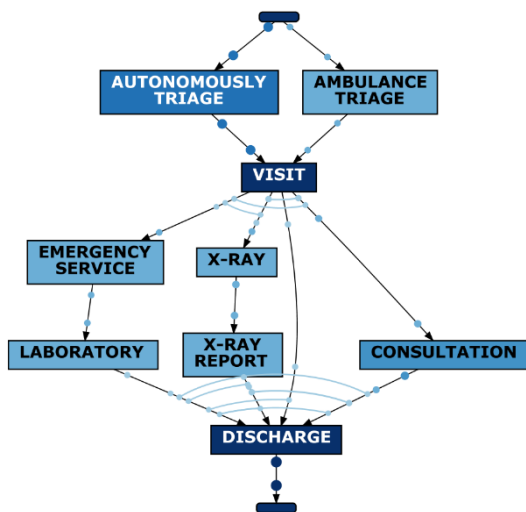 AUTONOMOUSLY
TRIAGE
AMBULANCE
TRIAGE
VISIT
EMERGENCY
SERVICE
X-RAY
LABORATORY
X-RAY
REPORT
CONSULTATION
DISCHARGE